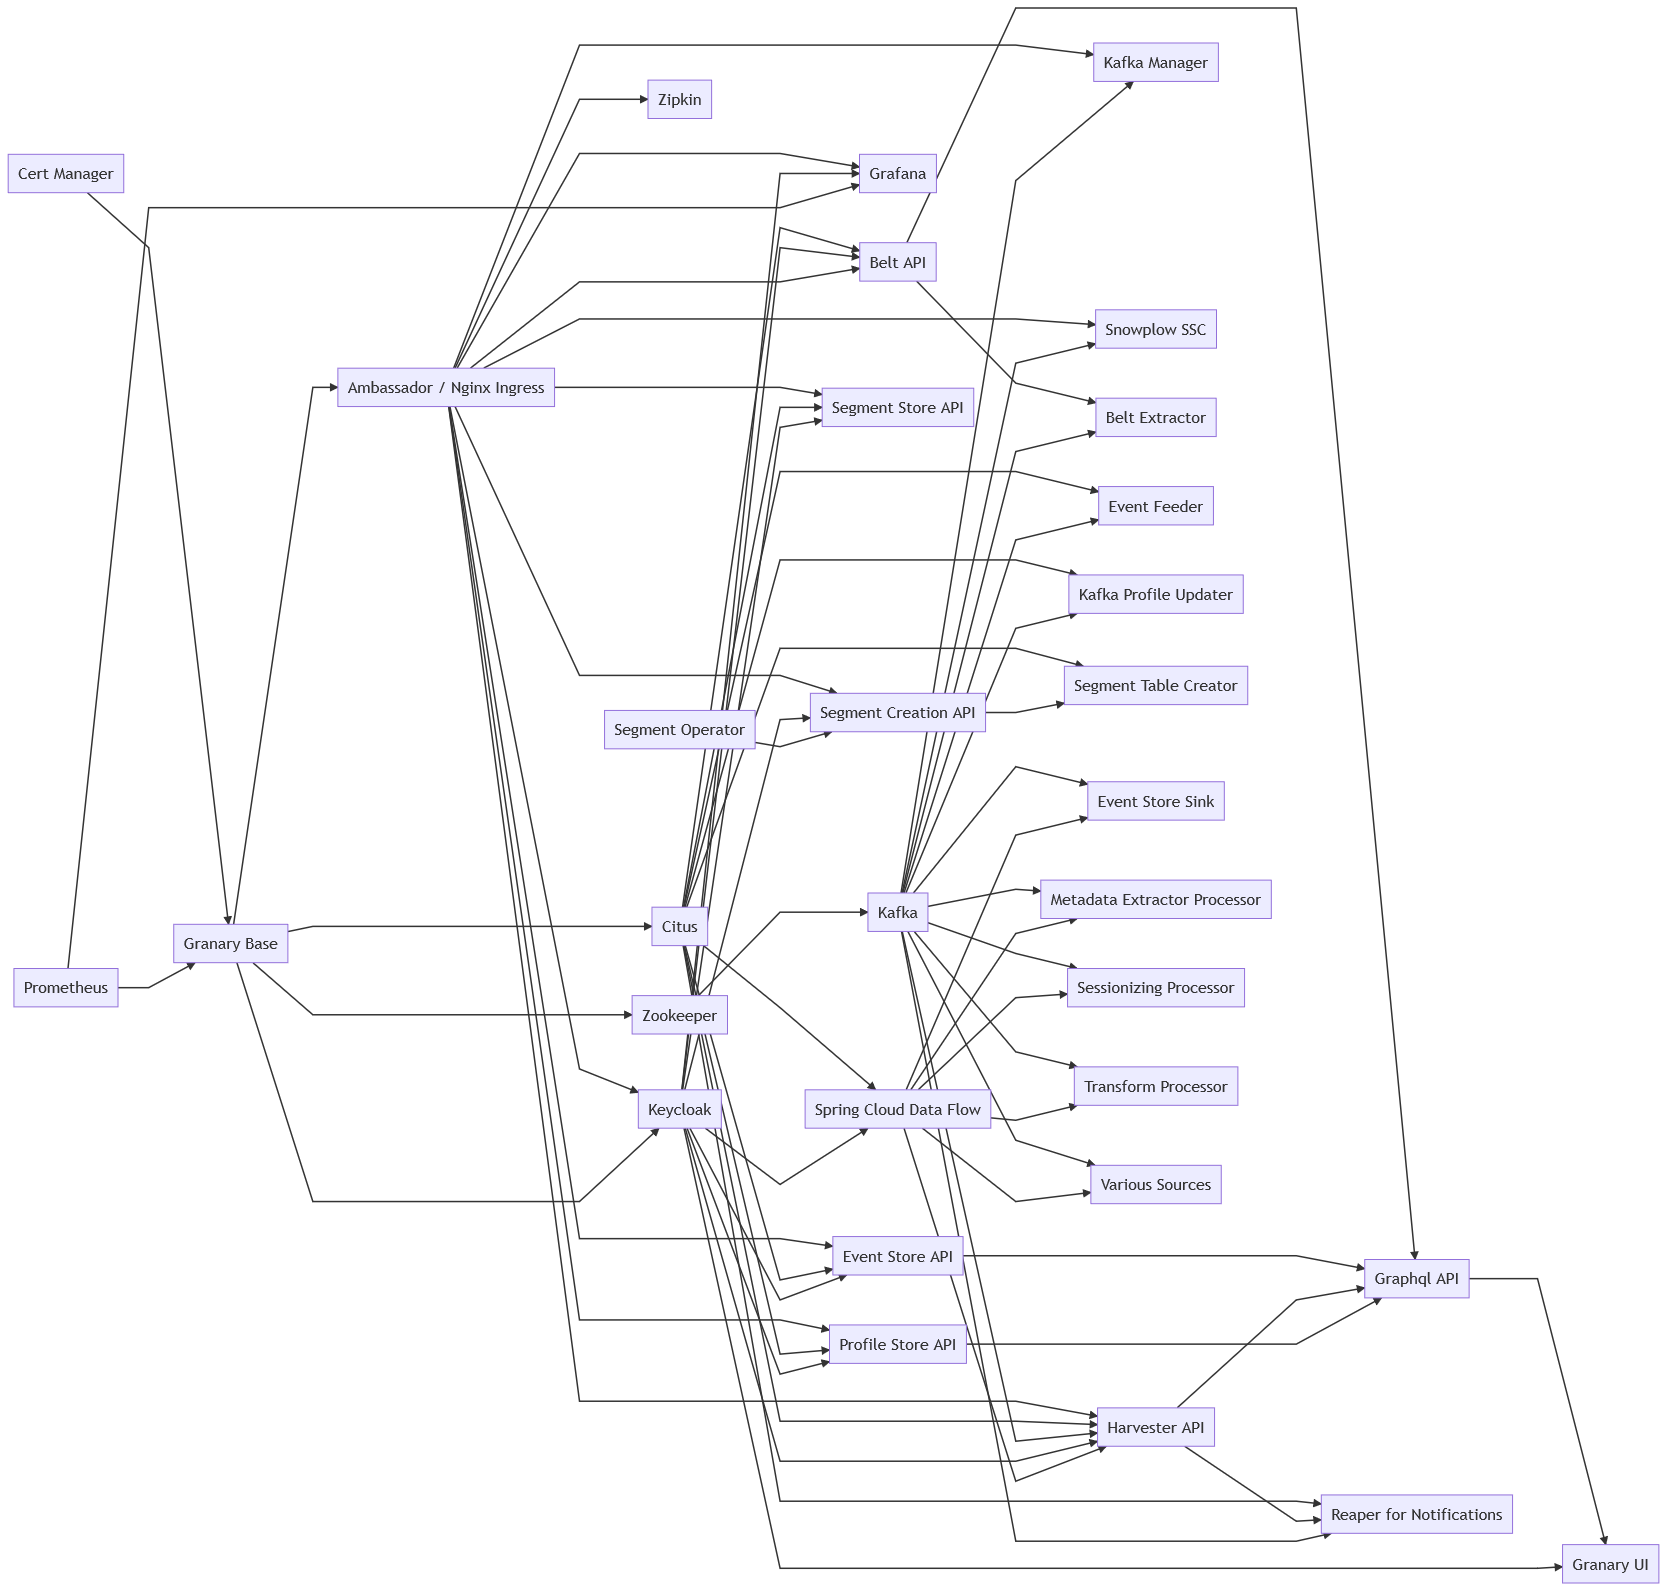 Kafka Manager
Zipkin
Cert Manager
Grafana
Belt API
Snowplow SSC
Ambassador / Nginx Ingress
Segment Store API
Belt Extractor
Event Feeder
Kafka Profile Updater
Segment Table Creator
Segment Creation API
Segment Operator
Event Store Sink
Metadata Extractor Processor
Kafka
Citus
Granary Base
Prometheus
Sessionizing Processor
Zookeeper
Transform Processor
Keycloak
Spring Cloud Data Flow
Various Sources
Event Store API
Graphql API
Profile Store API
Harvester API
Reaper for Notifications
Granary UI